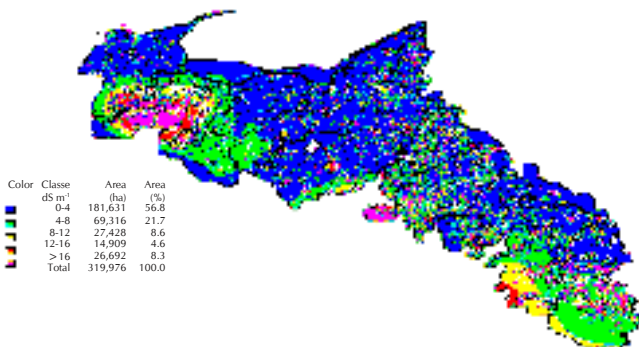 Color Classe Area Area
dS m⁻¹ (ha) (%)
0-4 181,631 56.8
4-8 69,316 21.7
8-12 27,428 8.6
12-16 14,909 4.6
>16 26,692 8.3
Total 319,976 100.0